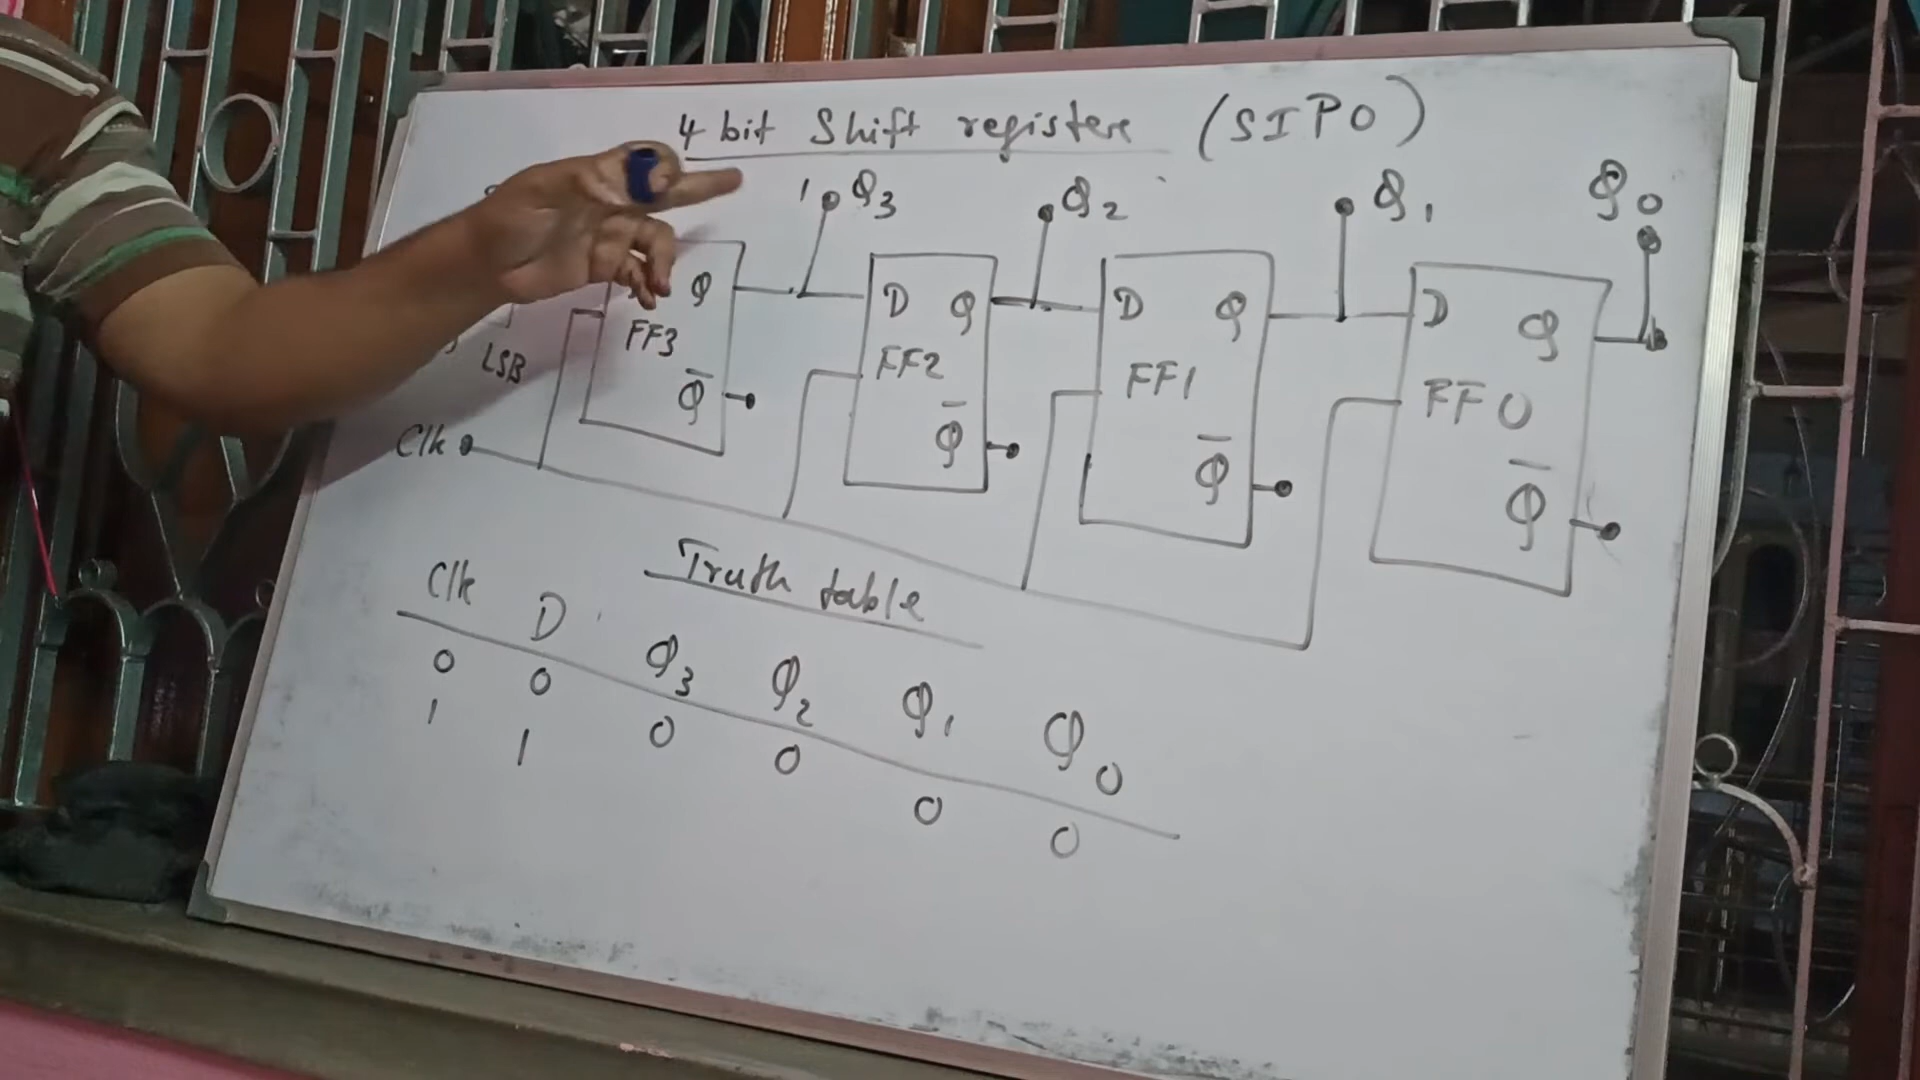 4 bit Shift register (SIPO)
1 Q3 Q2 Q1 Q0
Q D Q D Q D Q
FF3 FF2 FF1 FF0
LSB
Q̅ Q̅ Q̅ Q̅
Clk
Truth table
Clk D Q3 Q2 Q1 Q0
0 0 0 0 0 0
1 1